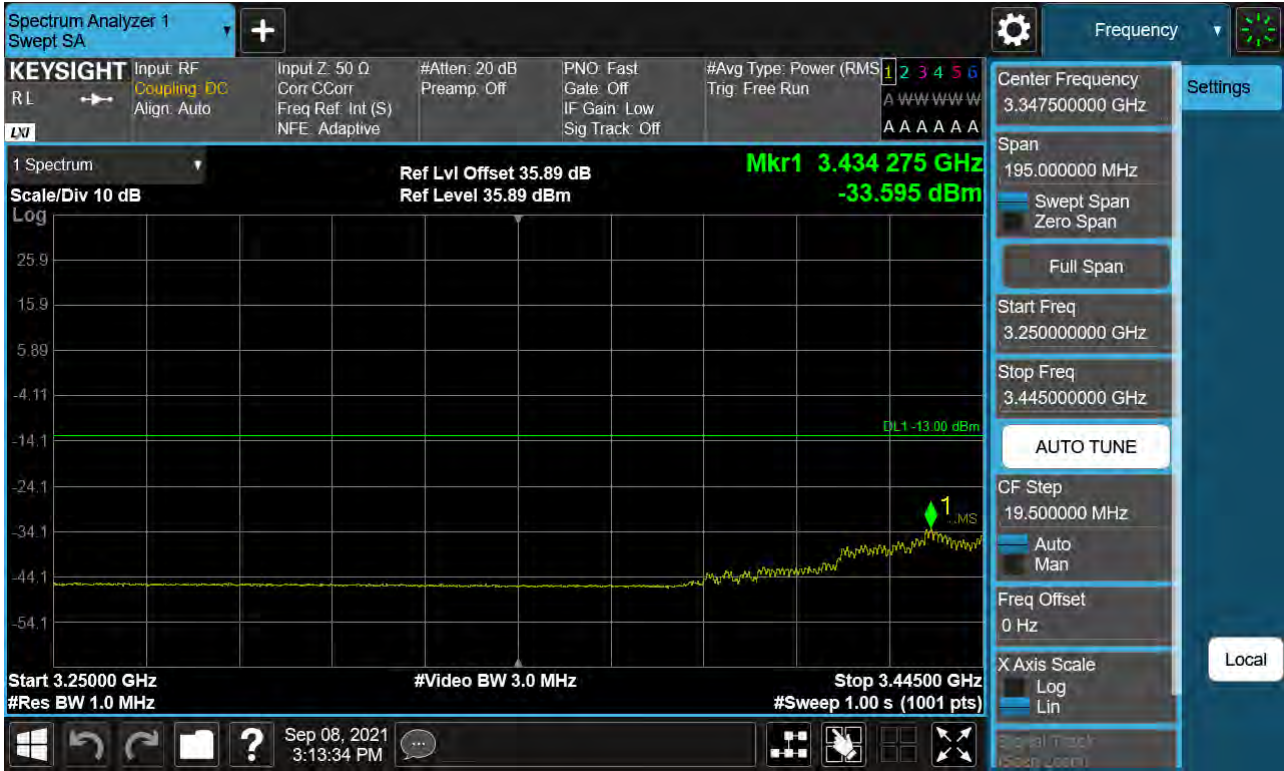 Spectrum Analyzer 1
Swept SA
+
Frequency
KEYSIGHT
RL
LXI
Input: RF
Coupling: DC
Align: Auto
Input Z: 50 Ω
Corr CCorr
Freq Ref: Int (S)
NFE: Adaptive
#Atten: 20 dB
Preamp: Off
PNO: Fast
Gate: Off
IF Gain: Low
Sig Track: Off
#Avg Type: Power (RMS
Trig: Free Run
1 2 3 4 5 6
A W W W W W
A A A A A A
1 Spectrum
Scale/Div 10 dB
Log
Ref Lvl Offset 35.89 dB
Ref Level 35.89 dBm
Mkr1 3.434 275 GHz
-33.595 dBm
25.9
15.9
5.89
-4.11
-14.1
-24.1
-34.1
-44.1
-54.1
DL1 -13.00 dBm
1
Start 3.25000 GHz
#Res BW 1.0 MHz
#Video BW 3.0 MHz
Stop 3.44500 GHz
#Sweep 1.00 s (1001 pts)
Center Frequency
3.347500000 GHz
Span
195.000000 MHz
Swept Span
Zero Span
Full Span
Start Freq
3.250000000 GHz
Stop Freq
3.445000000 GHz
AUTO TUNE
CF Step
19.500000 MHz
Auto
Man
Freq Offset
0 Hz
X Axis Scale
Log
Lin
Signal Track
(Span Zoom)
Settings
Local
?
Sep 08, 2021
3:13:34 PM